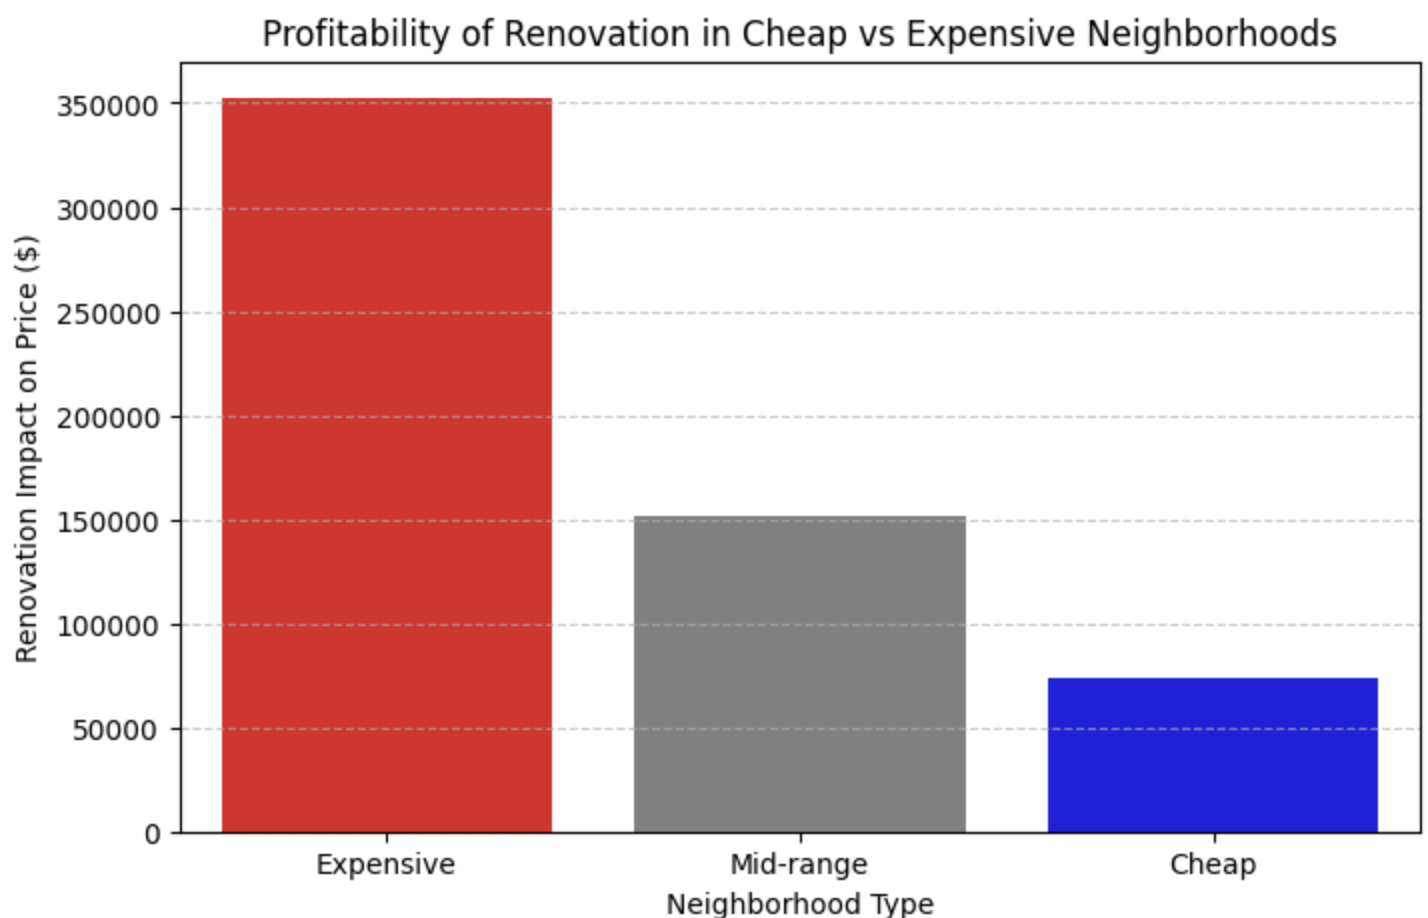 Profitability of Renovation in Cheap vs Expensive Neighborhoods
Renovation Impact on Price ($)
350000
300000
250000
200000
150000
100000
50000
0
Expensive
Mid-range
Cheap
Neighborhood Type